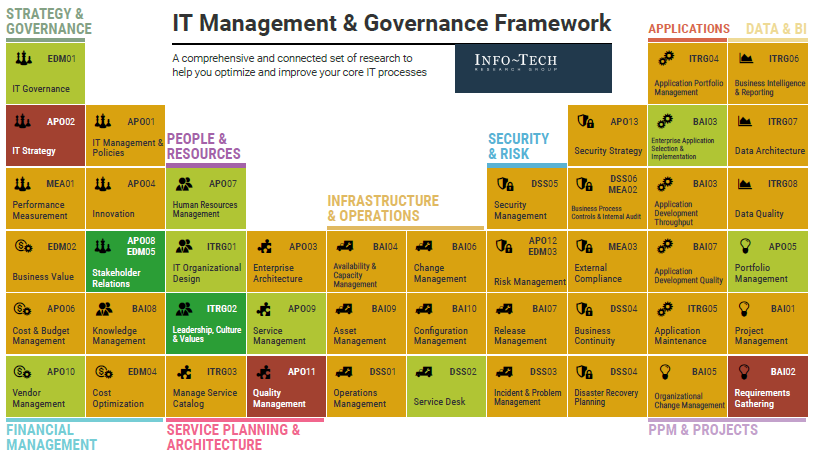 STRATEGY &
GOVERNANCE
IT Management & Governance Framework
A comprehensive and connected set of research to
help you optimize and improve your core IT processes
INFO~TECH
RESEARCH GROUP
APPLICATIONS
DATA & BI
EDM01
IT Governance
ITRG04
Application Portfolio
Management
ITRG06
Business Intelligence
& Reporting
APO02
IT Strategy
APO01
IT Management &
Policies
PEOPLE &
RESOURCES
SECURITY
& RISK
APO13
Security Strategy
BAI03
Enterprise Application
Selection &
Implementation
ITRG07
Data Architecture
MEA01
Performance
Measurement
APO04
Innovation
APO07
Human Resources
Management
INFRASTRUCTURE
& OPERATIONS
DSS05
Security
Management
DSS06
MEA02
Business Process
Controls & Internal Audit
BAI03
Application
Development
Throughput
ITRG08
Data Quality
EDM02
Business Value
APO08
EDM05
Stakeholder
Relations
ITRG01
IT Organizational
Design
APO03
Enterprise
Architecture
BAI04
Availability &
Capacity
Management
BAI06
Change
Management
APO12
EDM03
Risk Management
MEA03
External
Compliance
BAI07
Application
Development Quality
APO05
Portfolio
Management
APO06
Cost & Budget
Management
BAI08
Knowledge
Management
ITRG02
Leadership, Culture
& Values
APO09
Service
Management
BAI09
Asset
Management
BAI10
Configuration
Management
BAI07
Release
Management
DSS04
Business
Continuity
ITRG05
Application
Maintenance
BAI01
Project
Management
APO10
Vendor
Management
EDM04
Cost
Optimization
ITRG03
Manage Service
Catalog
APO11
Quality
Management
DSS01
Operations
Management
DSS02
Service Desk
DSS03
Incident & Problem
Management
DSS04
Disaster Recovery
Planning
BAI05
Organizational
Change Management
BAI02
Requirements
Gathering
FINANCIAL
MANAGEMENT
SERVICE PLANNING &
ARCHITECTURE
PPM & PROJECTS